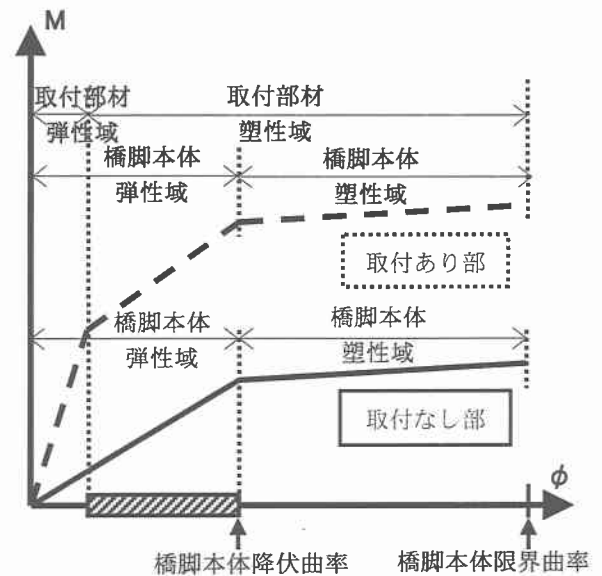 M
取付部材
取付部材
弾性域
塑性域
橋脚本体
橋脚本体
弾性域
塑性域
取付あり部
橋脚本体
橋脚本体
弾性域
塑性域
取付なし部
φ
橋脚本体降伏曲率
橋脚本体限界曲率